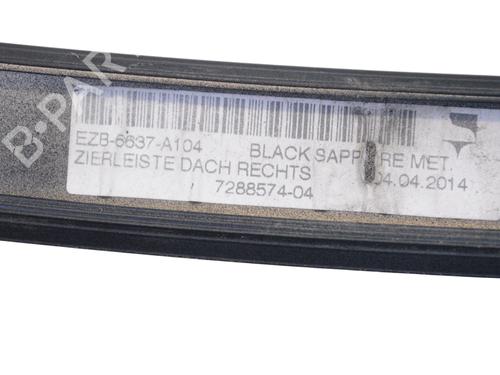 B-PAR
EZB-6637-A104 BLACK SAPP RE MET.
ZIERLEISTE DACH RECHTS 04.04.2014
7288574-04